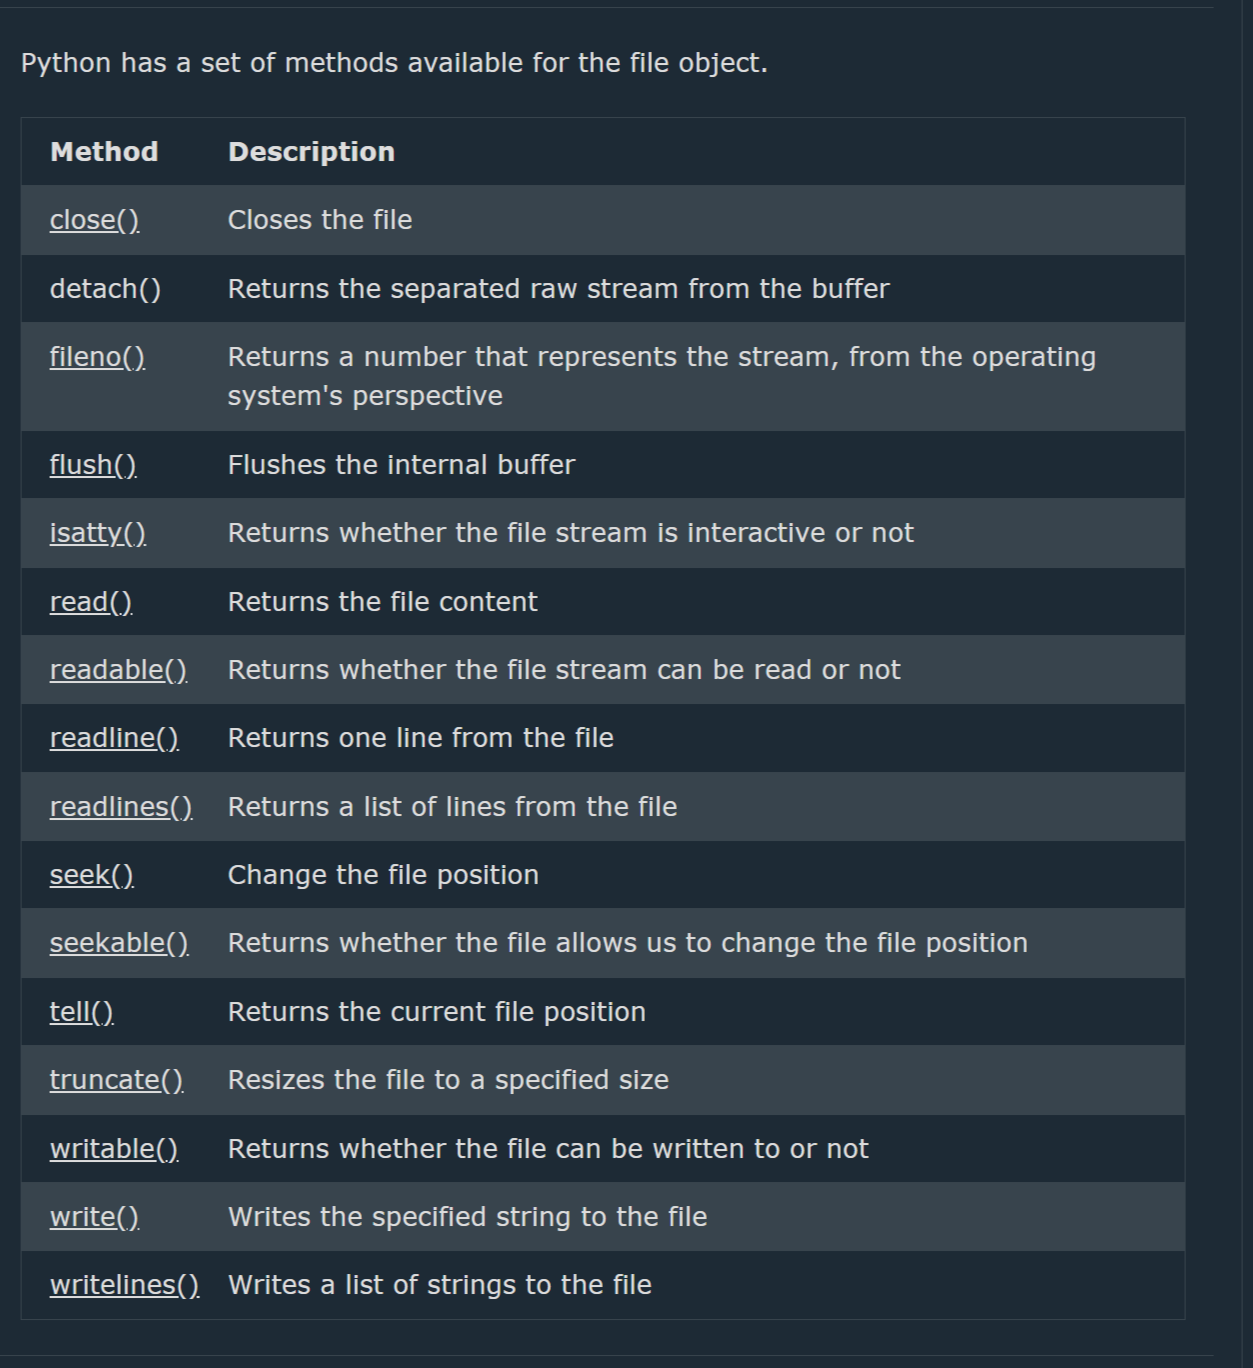 Python has a set of methods available for the file object.
Method Description
close() Closes the file
detach() Returns the separated raw stream from the buffer
fileno() Returns a number that represents the stream, from the operating
system's perspective
flush() Flushes the internal buffer
isatty() Returns whether the file stream is interactive or not
read() Returns the file content
readable() Returns whether the file stream can be read or not
readline() Returns one line from the file
readlines() Returns a list of lines from the file
seek() Change the file position
seekable() Returns whether the file allows us to change the file position
tell() Returns the current file position
truncate() Resizes the file to a specified size
writable() Returns whether the file can be written to or not
write() Writes the specified string to the file
writelines() Writes a list of strings to the file